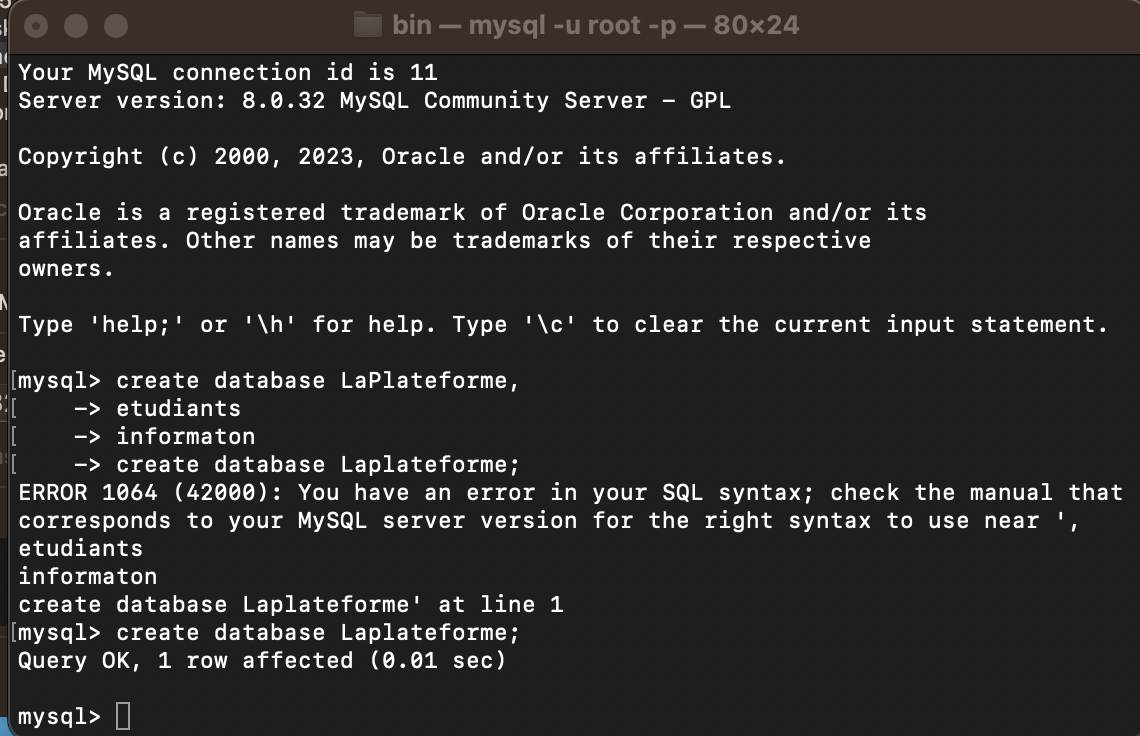 bin — mysql -u root -p — 80×24
Your MySQL connection id is 11
Server version: 8.0.32 MySQL Community Server - GPL
Copyright (c) 2000, 2023, Oracle and/or its affiliates.
Oracle is a registered trademark of Oracle Corporation and/or its
affiliates. Other names may be trademarks of their respective
owners.
Type 'help;' or '\h' for help. Type '\c' to clear the current input statement.
[mysql> create database LaPlateforme,
[    -> etudiants
[    -> informaton
[    -> create database Laplateforme;
ERROR 1064 (42000): You have an error in your SQL syntax; check the manual that
corresponds to your MySQL server version for the right syntax to use near ',
etudiants
informaton
create database Laplateforme' at line 1
[mysql> create database Laplateforme;
Query OK, 1 row affected (0.01 sec)
mysql>